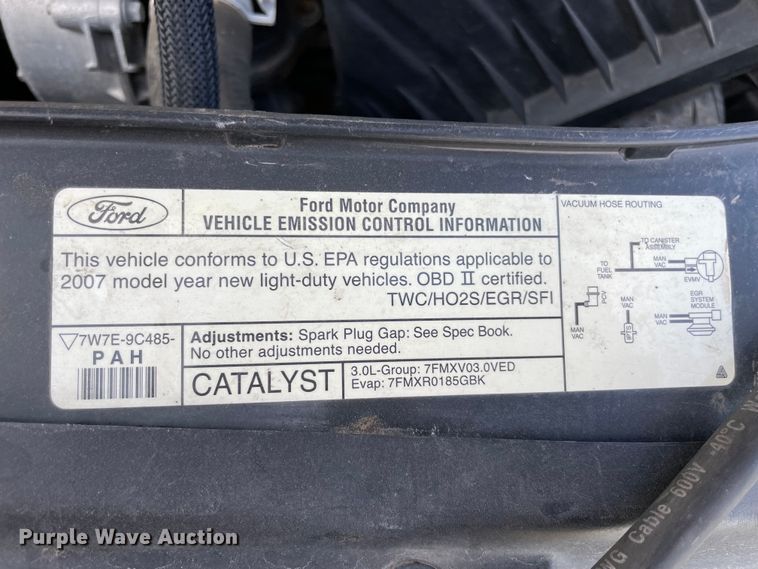 Ford
Ford Motor Company
VEHICLE EMISSION CONTROL INFORMATION
This vehicle conforms to U.S. EPA regulations applicable to
2007 model year new light-duty vehicles. OBD II certified.
TWC/HO2S/EGR/SFI
7W7E-9C485-
PAH
Adjustments: Spark Plug Gap: See Spec Book.
No other adjustments needed.
CATALYST
3.0L-Group: 7FMXV03.0VED
Evap: 7FMXR0185GBK
VACUUM HOSE ROUTING
TO CANISTER
ASSEMBLY
MAN
VAC
TO
FUEL
TANK
EVMV
PCV
MAN
VAC
MAN
VAC
EGR
SYSTEM
MODULE
MAN
VAC
WG Cable 600V -40°C W
Purple Wave Auction